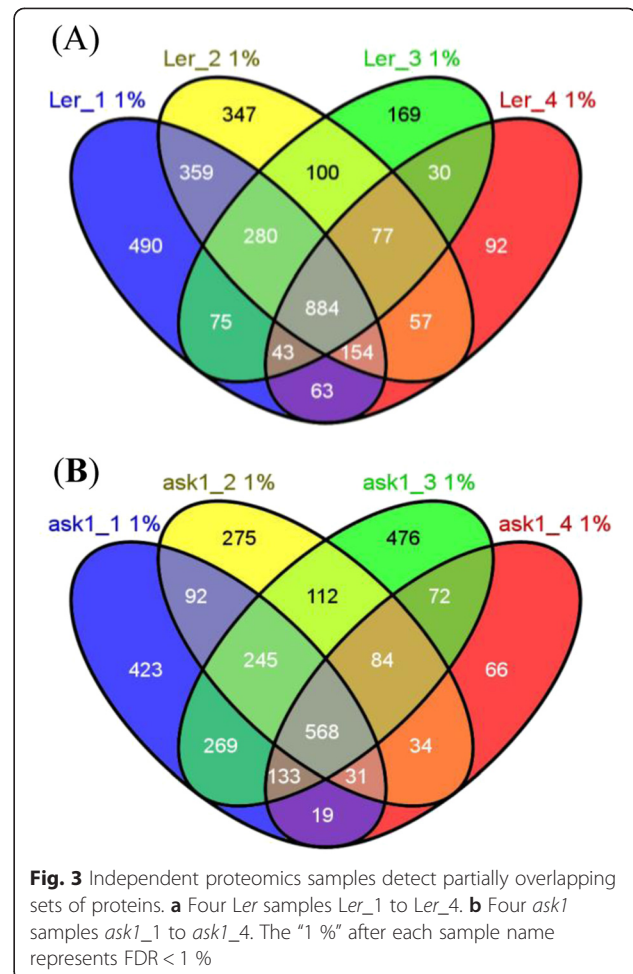 (A)
Ler_2 1%
Ler_3 1%
Ler_1 1%
Ler_4 1%
347
169
359
100
30
490
280
77
92
884
75
57
43
154
63
(B)
ask1_2 1%
ask1_3 1%
ask1_1 1%
ask1_4 1%
275
476
92
112
72
423
245
84
66
568
269
34
133
31
19
Fig. 3 Independent proteomics samples detect partially overlapping
sets of proteins. a Four Ler samples Ler_1 to Ler_4. b Four ask1
samples ask1_1 to ask1_4. The “1 %” after each sample name
represents FDR < 1 %